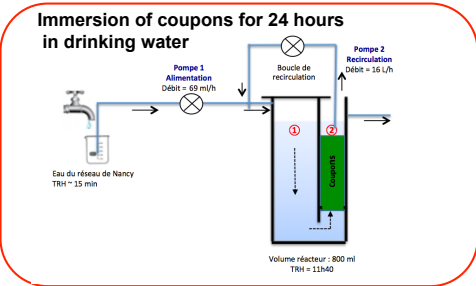 Immersion of coupons for 24 hours
in drinking water
Pompe 1
Alimentation
Débit = 69 ml/h
Boucle de
recirculation
Pompe 2
Recirculation
Débit = 16 L/h
①
②
Coupons
Eau du réseau de Nancy
TRH ~ 15 min
Volume réacteur : 800 ml
TRH = 11h40